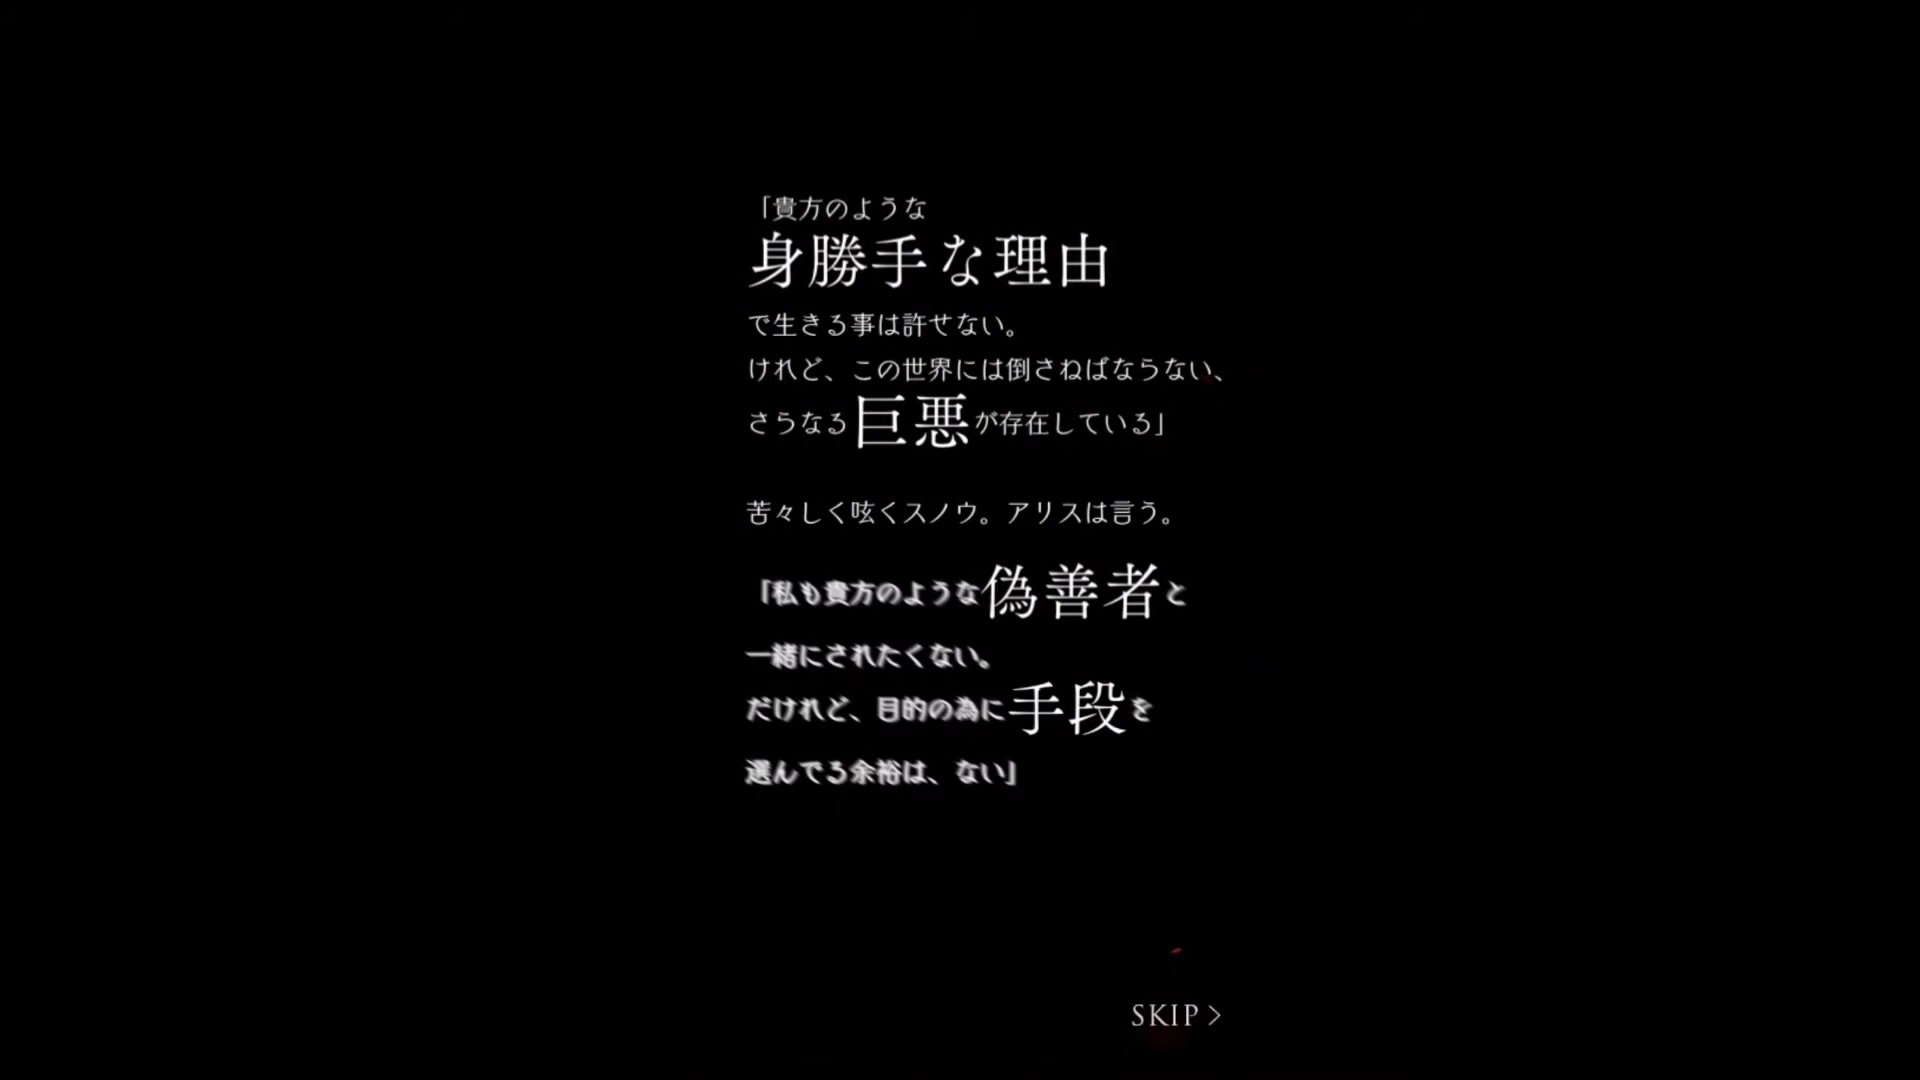 「貴方のような
身勝手な理由
で生きる事は許せない。
けれど、この世界には倒さねばならない、
さらなる巨悪が存在している」
苦々しく呟くスノウ。アリスは言う。
「私も貴方のような偽善者と
一緒にされたくない。
だけれど、目的の為に手段を
選んでる余裕は、ない」
SKIP >